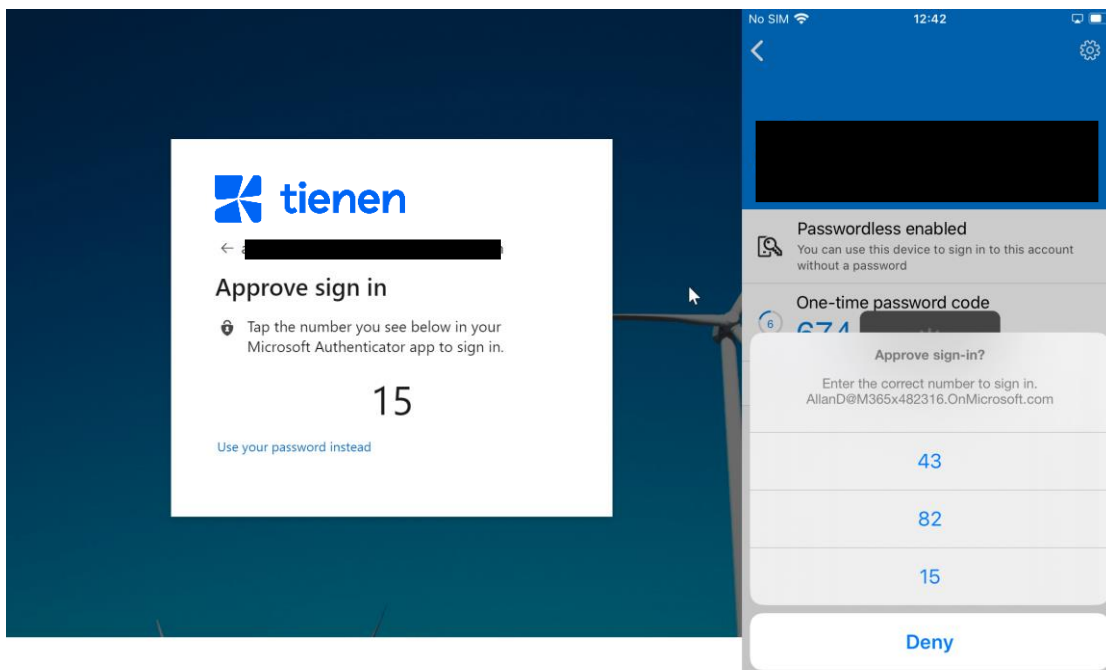 tienen
Approve sign in
Tap the number you see below in your
Microsoft Authenticator app to sign in.
15
Use your password instead
No SIM 12:42
Passwordless enabled
You can use this device to sign in to this account
without a password
One-time password code
6
674
Approve sign-in?
Enter the correct number to sign in.
AllanD@M365x482316.OnMicrosoft.com
43
82
15
Deny